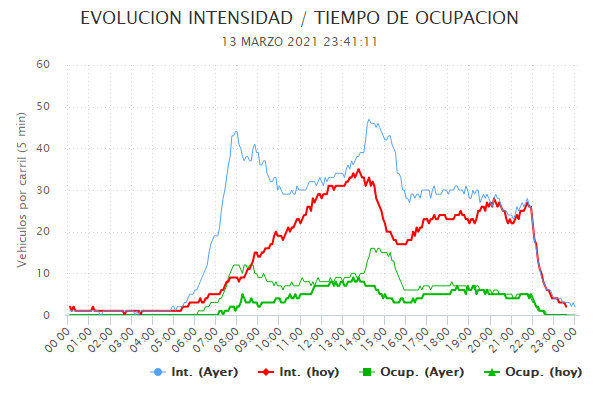 EVOLUCION INTENSIDAD / TIEMPO DE OCUPACION
13 MARZO 2021 23:41:11
Vehiculos por carril (5 min)
60
50
40
30
20
10
0
00:00 01:00 02:00 03:00 04:00 05:00 06:00 07:00 08:00 09:00 10:00 11:00 12:00 13:00 14:00 15:00 16:00 17:00 18:00 19:00 20:00 21:00 22:00 23:00 00:00
Int. (Ayer) Int. (hoy) Ocup. (Ayer) Ocup. (hoy)